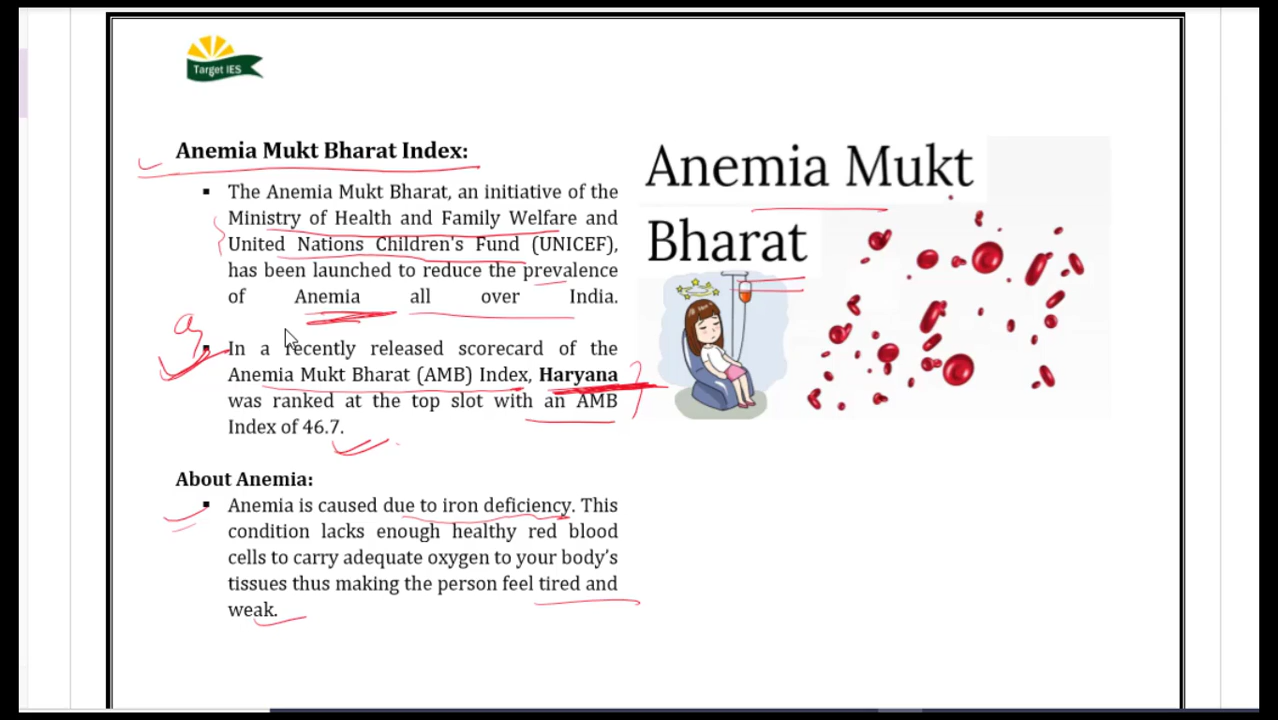 Target IES
Anemia Mukt Bharat Index:
▪ The Anemia Mukt Bharat, an initiative of the
Ministry of Health and Family Welfare and
United Nations Children's Fund (UNICEF),
has been launched to reduce the prevalence
of Anemia all over India.
▪ In a recently released scorecard of the
Anemia Mukt Bharat (AMB) Index, Haryana
was ranked at the top slot with an AMB
Index of 46.7.
About Anemia:
▪ Anemia is caused due to iron deficiency. This
condition lacks enough healthy red blood
cells to carry adequate oxygen to your body’s
tissues thus making the person feel tired and
weak.
Anemia Mukt
Bharat